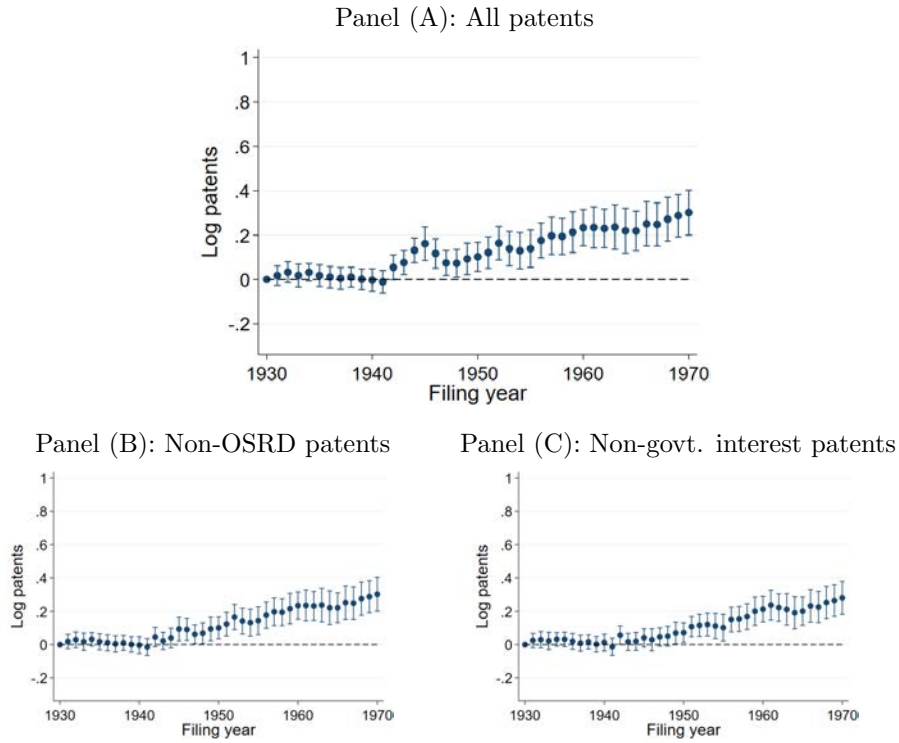 Panel (A): All patents
1
.8
.6
.4
.2
0
-.2
Log patents
1930 1940 1950 1960 1970
Filing year
Panel (B): Non-OSRD patents
1
.8
.6
.4
.2
0
-.2
Log patents
1930 1940 1950 1960 1970
Filing year
Panel (C): Non-govt. interest patents
1
.8
.6
.4
.2
0
-.2
Log patents
1930 1940 1950 1960 1970
Filing year